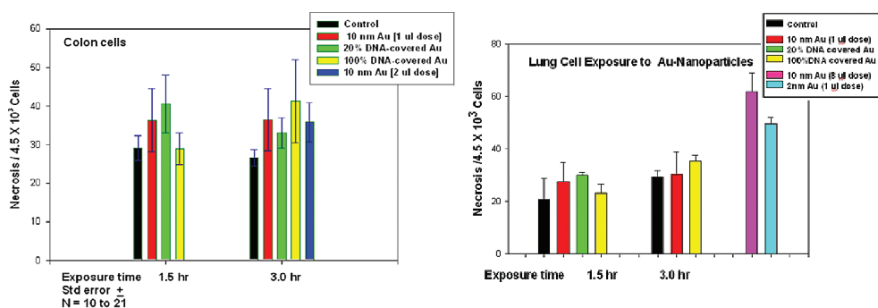 Colon cells
Control
10 nm Au [1 ul dose]
20% DNA-covered Au
100% DNA-covered Au
10 nm Au [2 ul dose]
60
50
40
30
20
10
0
Necrosis / 4.5 X 10³ Cells
Exposure time 1.5 hr 3.0 hr
Std error ±
N = 10 to 21
Lung Cell Exposure to Au-Nanoparticles
Control
10 nm Au (1 ul dose)
20% DNA covered Au
100%DNA covered Au
10 nm Au (8 ul dose)
2nm Au (1 ul dose)
80
60
40
20
0
Necrosis /4.5 X 10³ Cells
Exposure time 1.5 hr 3.0 hr